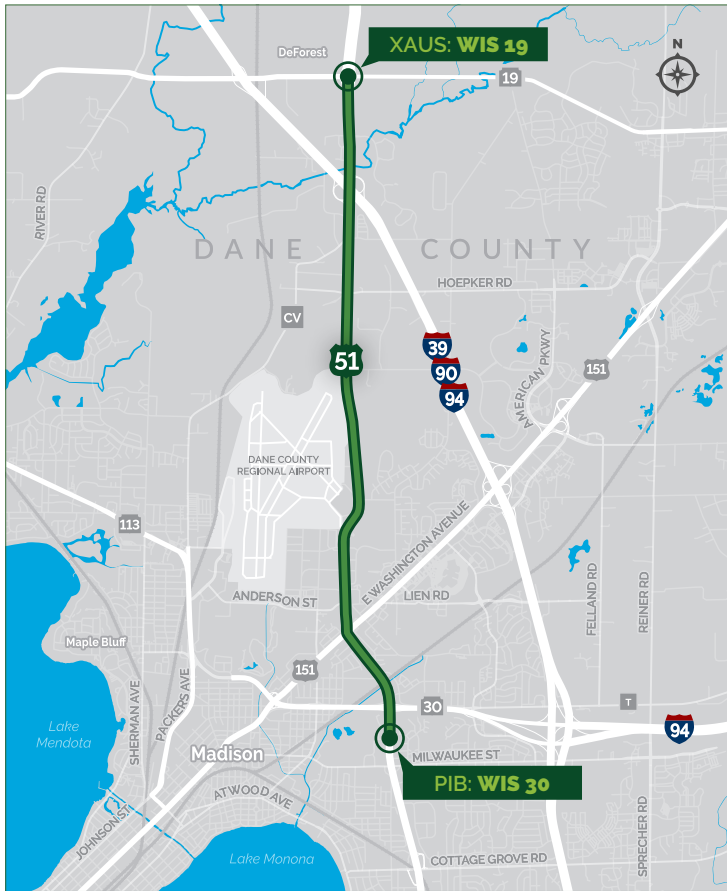 XAUS: WIS 19
DeForest
N
19
RIVER RD
DANE COUNTY
HOEPKER RD
CV
39
90
94
51
151
AMERICAN PKWY
DANE COUNTY
REGIONAL AIRPORT
113
E WASHINGTON AVENUE
ANDERSON ST
LIEN RD
FELLAND RD
REINER RD
Maple Bluff
151
SHERMAN AVE
PACKERS AVE
30
T
94
Lake
Mendota
Madison
MILWAUKEE ST
PIB: WIS 30
ATWOOD AVE
JOHNSON ST
SPRECHER RD
Lake Monona
COTTAGE GROVE RD